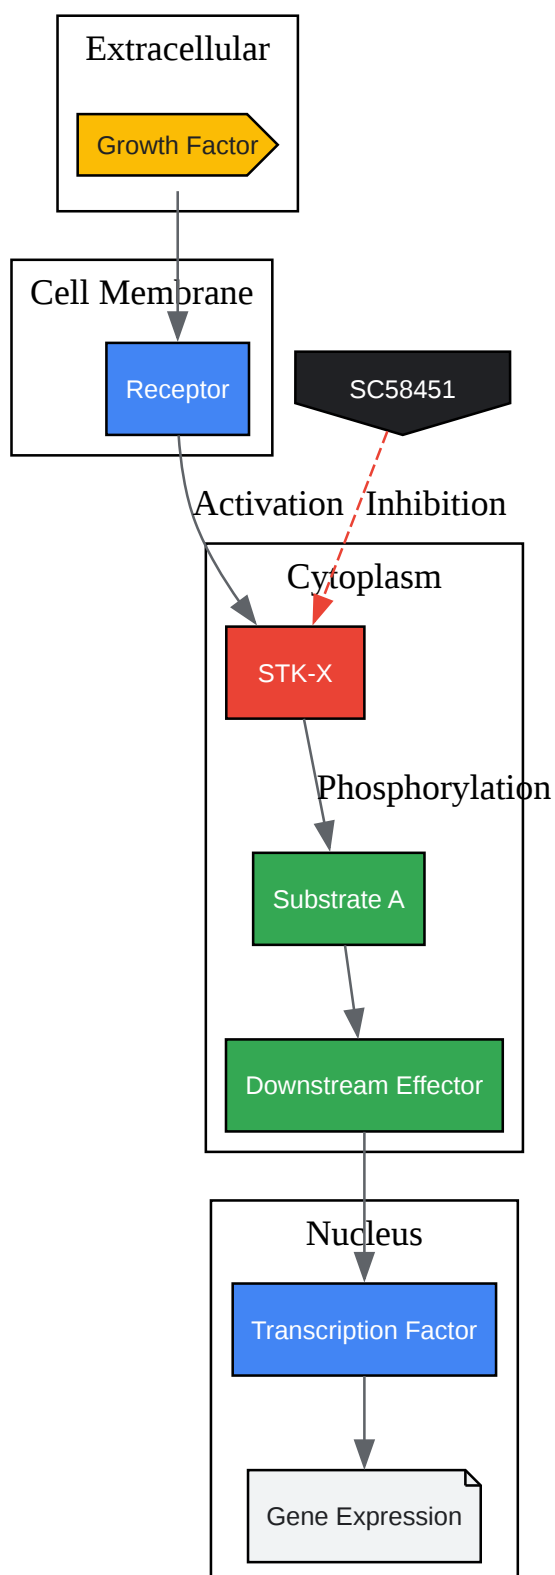 Extracellular
Growth Factor
Cell Membrane
Receptor
SC58451
Activation
Inhibition
Cytoplasm
STK-X
Phosphorylation
Substrate A
Downstream Effector
Nucleus
Transcription Factor
Gene Expression